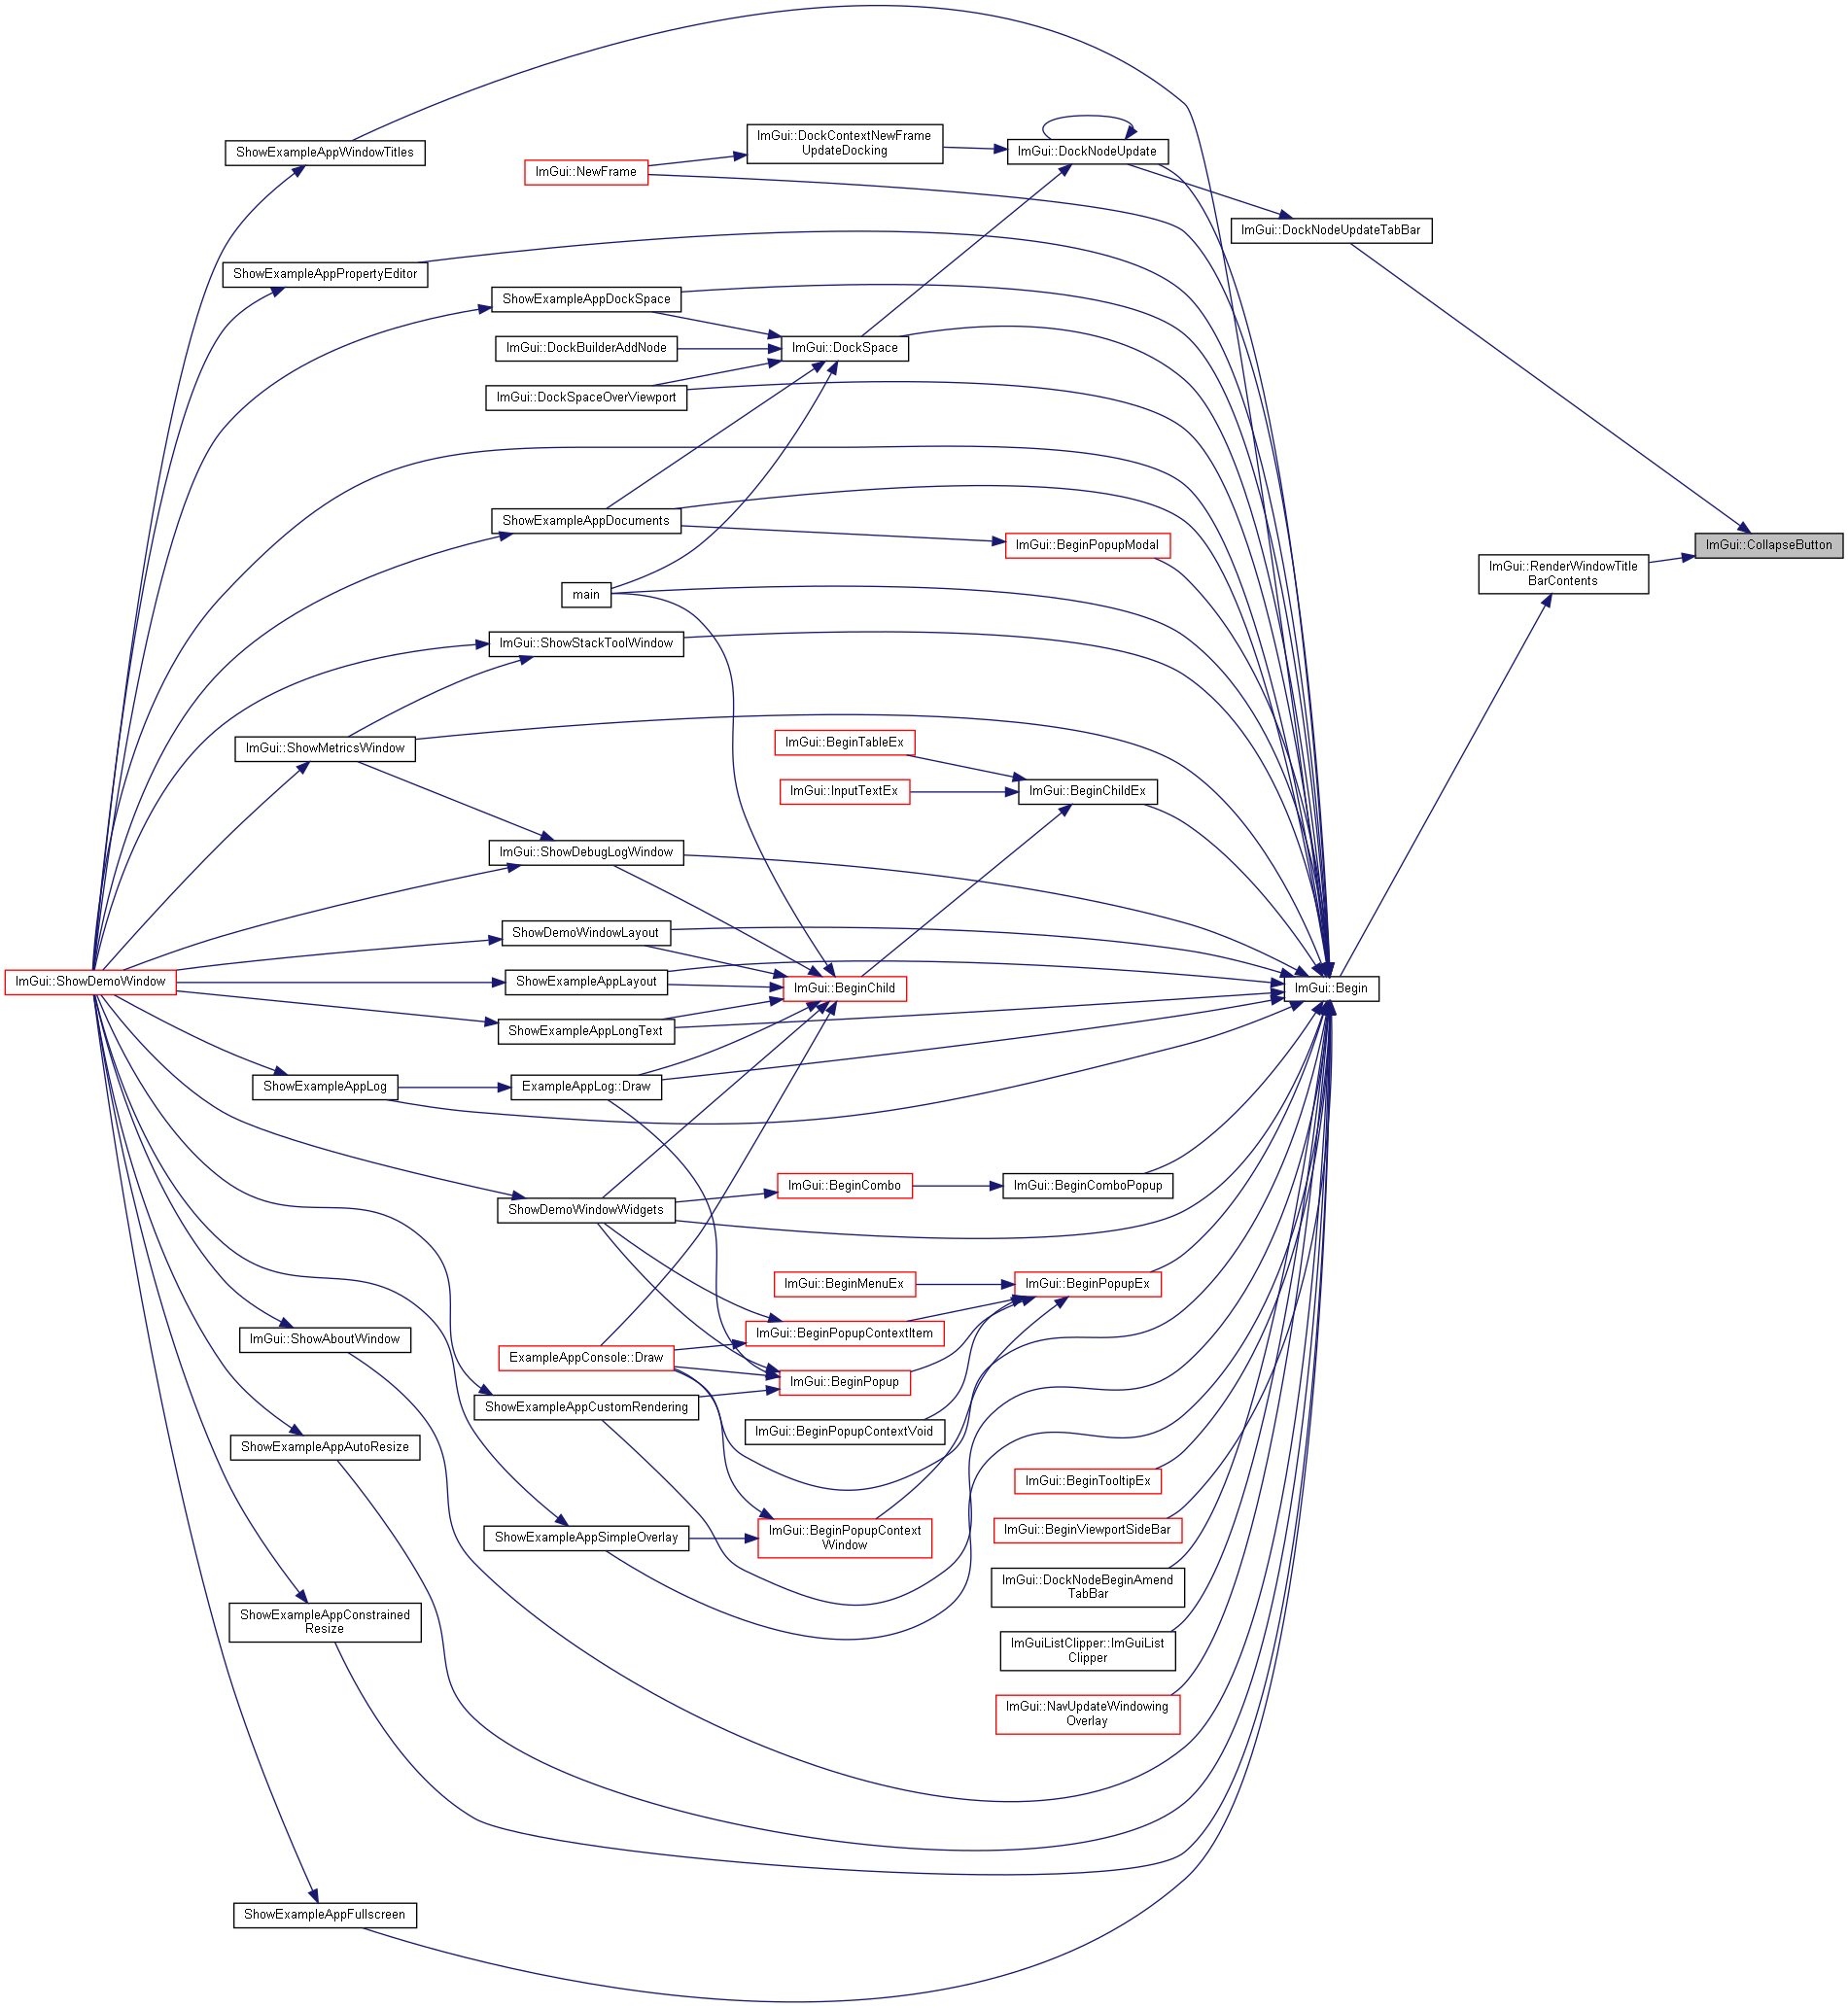 ShowExampleAppWindowTitles
ImGui::DockContextNewFrame
UpdateDocking
ImGui::DockNodeUpdate
ImGui::NewFrame
ImGui::DockNodeUpdateTabBar
ShowExampleAppPropertyEditor
ShowExampleAppDockSpace
ImGui::DockBuilderAddNode
ImGui::DockSpace
ImGui::DockSpaceOverViewport
ShowExampleAppDocuments
ImGui::BeginPopupModal
ImGui::CollapseButton
ImGui::RenderWindowTitle
BarContents
main
ImGui::ShowStackToolWindow
ImGui::ShowMetricsWindow
ImGui::BeginTableEx
ImGui::InputTextEx
ImGui::BeginChildEx
ImGui::ShowDebugLogWindow
ShowDemoWindowLayout
ImGui::ShowDemoWindow
ShowExampleAppLayout
ImGui::BeginChild
ImGui::Begin
ShowExampleAppLongText
ShowExampleAppLog
ExampleAppLog::Draw
ImGui::BeginCombo
ImGui::BeginComboPopup
ShowDemoWindowWidgets
ImGui::BeginMenuEx
ImGui::BeginPopupEx
ImGui::ShowAboutWindow
ImGui::BeginPopupContextItem
ExampleAppConsole::Draw
ImGui::BeginPopup
ShowExampleAppCustomRendering
ImGui::BeginPopupContextVoid
ShowExampleAppAutoResize
ImGui::BeginTooltipEx
ImGui::BeginViewportSideBar
ShowExampleAppSimpleOverlay
ImGui::BeginPopupContext
Window
ImGui::DockNodeBeginAmend
TabBar
ShowExampleAppConstrained
Resize
ImGuiListClipper::ImGuiList
Clipper
ImGui::NavUpdateWindowing
Overlay
ShowExampleAppFullscreen